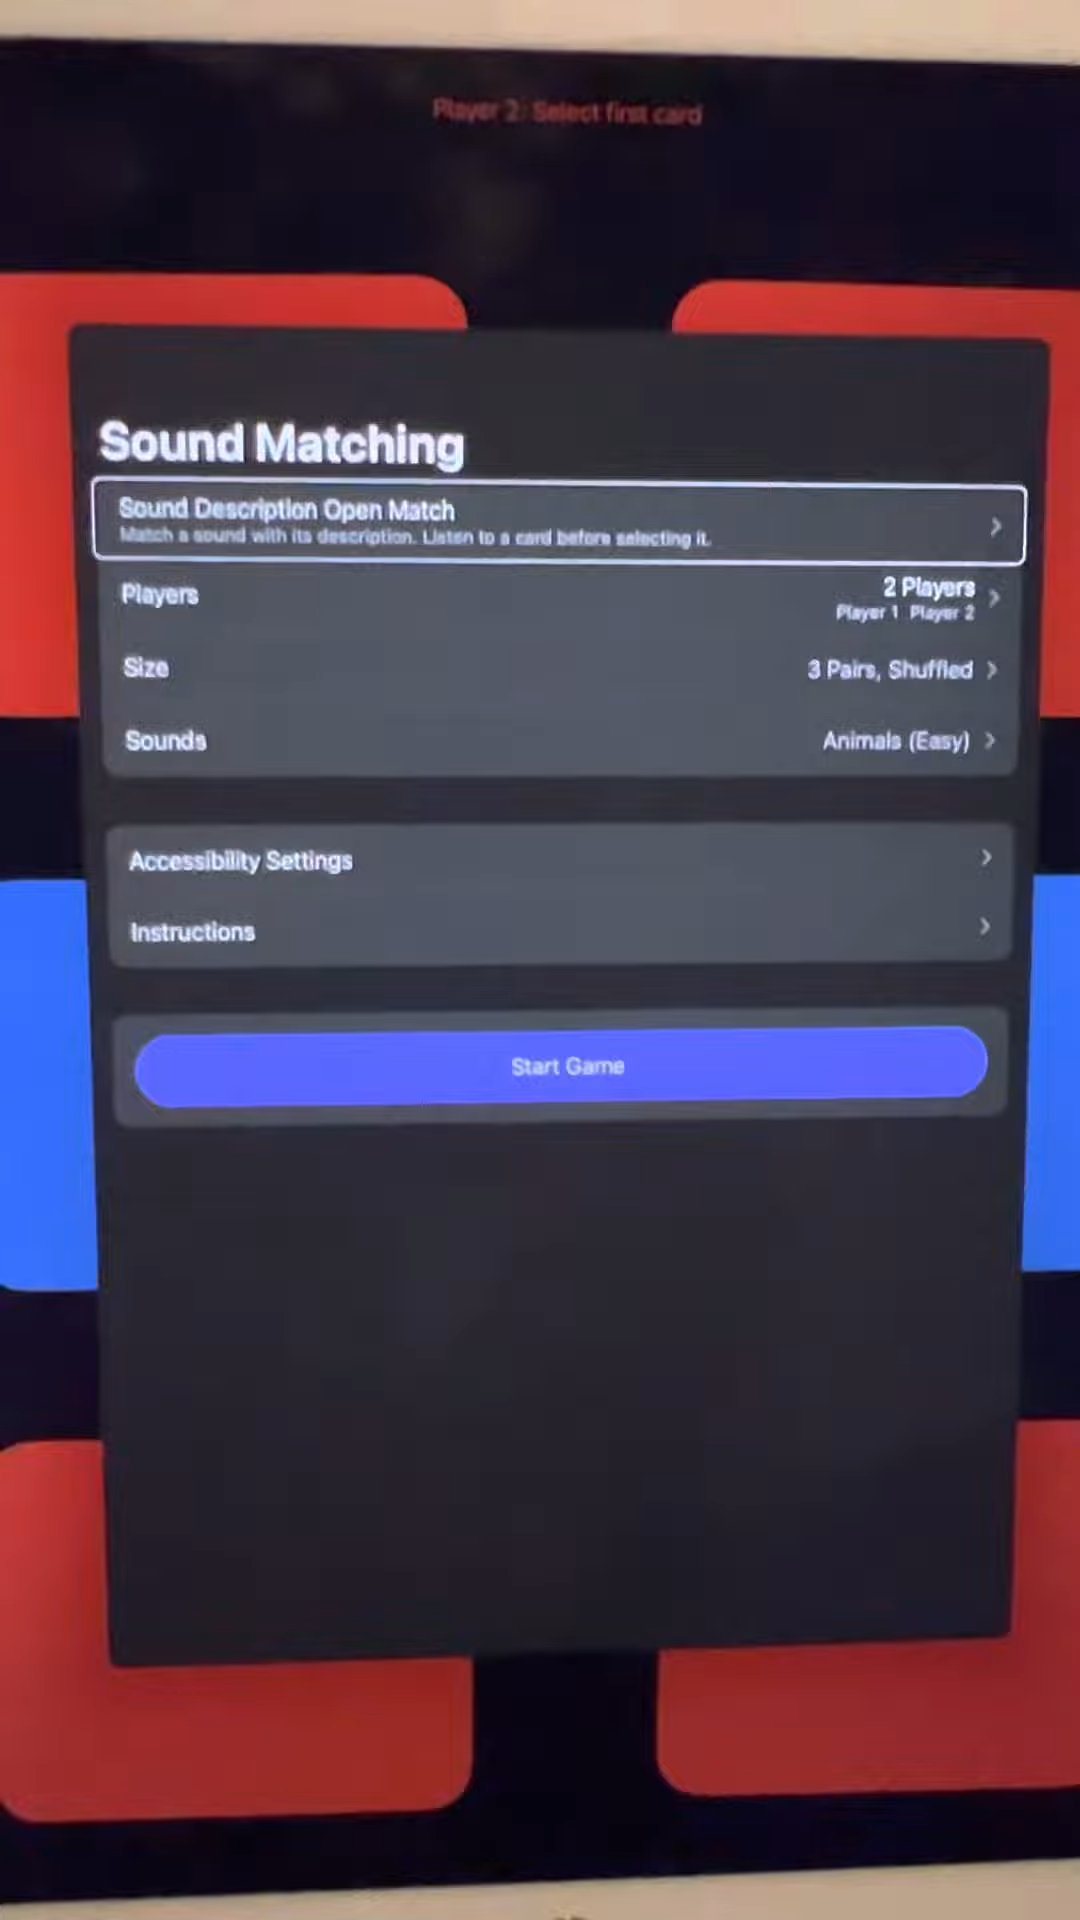 Player 2: Select first card
Sound Matching
Sound Description Open Match
Match a sound with its description. Listen to a card before selecting it.
Players
2 Players
Player 1 Player 2
Size
3 Pairs, Shuffled
Sounds
Animals (Easy)
Accessibility Settings
Instructions
Start Game